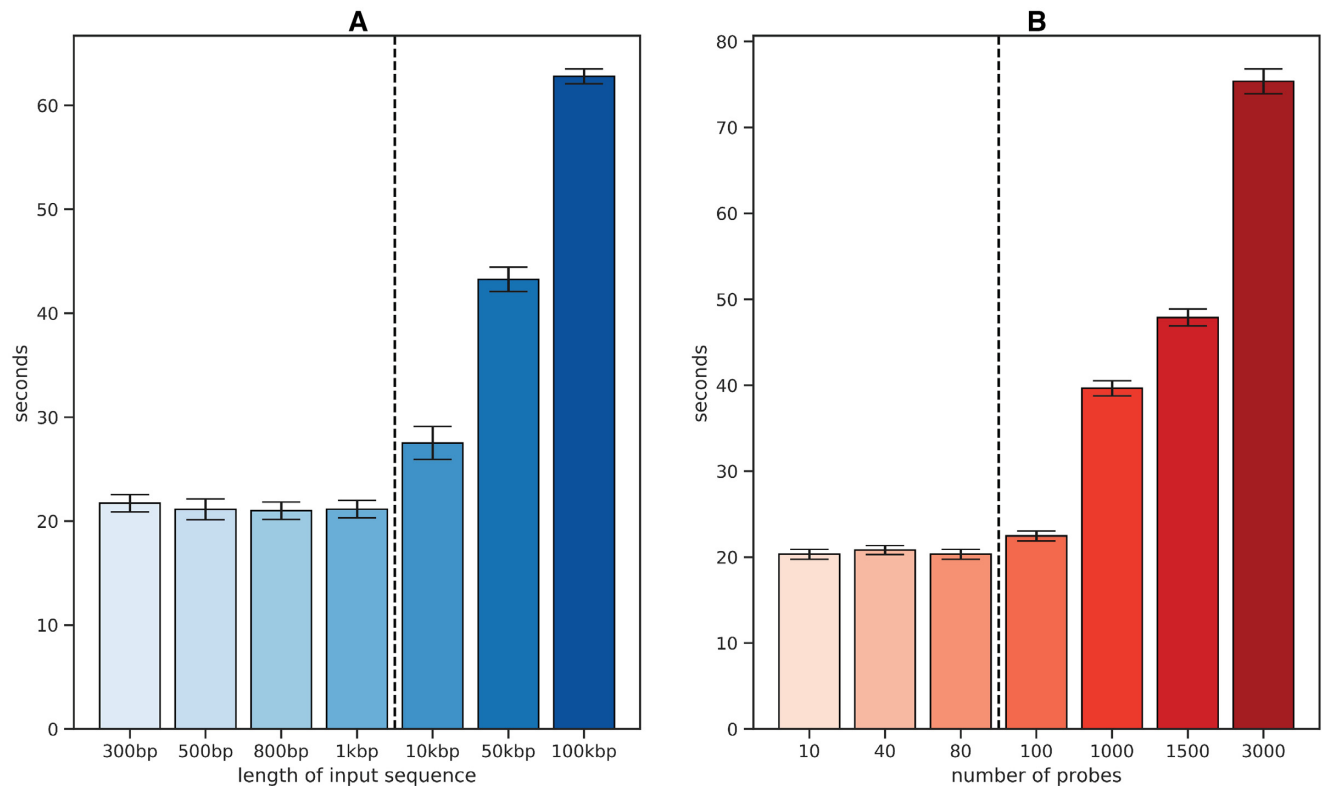 A
60
50
40
30
20
10
0
seconds
300bp 500bp 800bp 1kbp 10kbp 50kbp 100kbp
length of input sequence
B
80
70
60
50
40
30
20
10
0
seconds
10 40 80 100 1000 1500 3000
number of probes